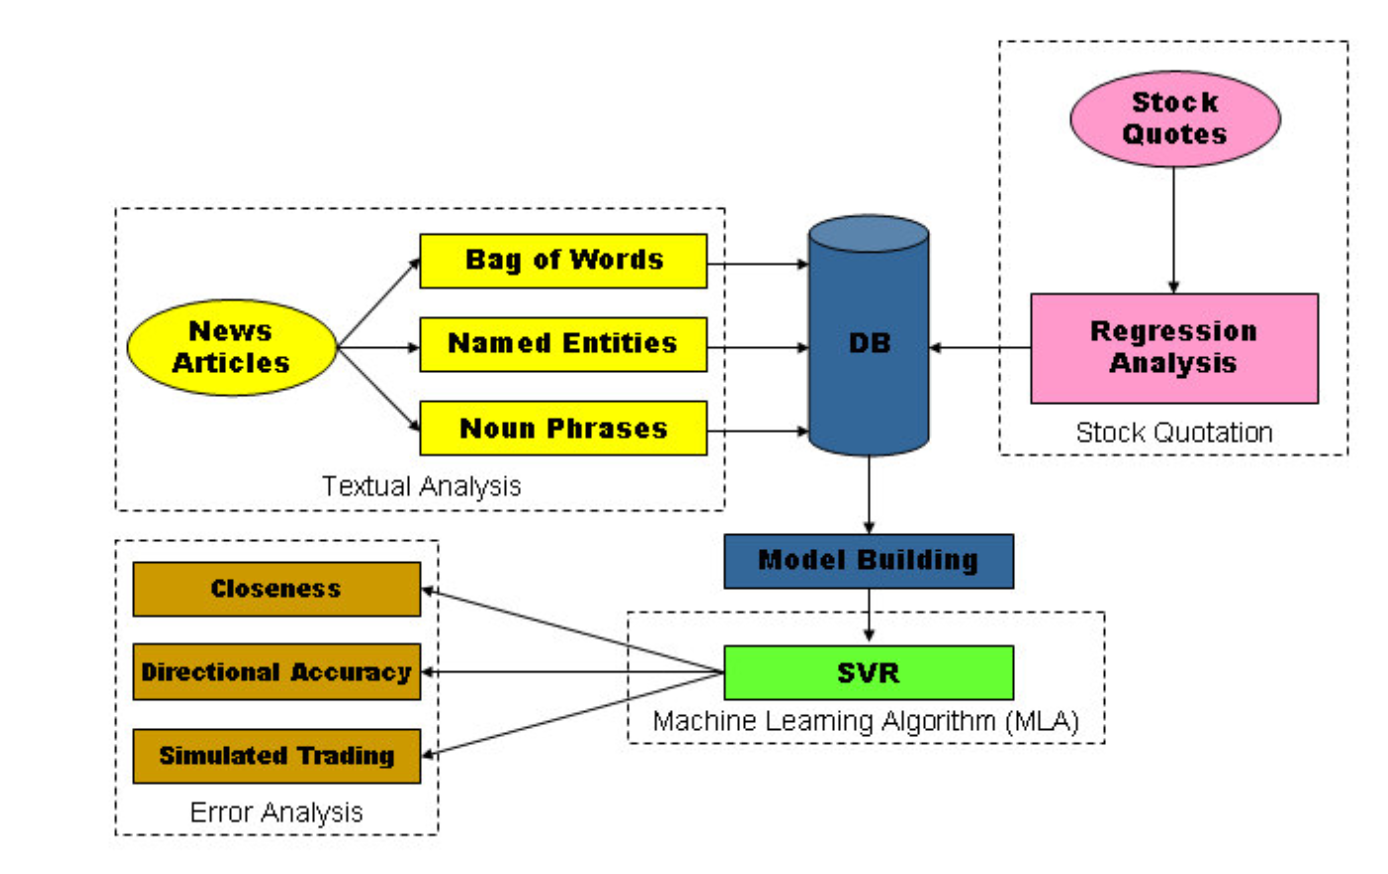 Stock
Quotes
Bag of Words
News
Articles
Named Entities
DB
Regression
Analysis
Noun Phrases
Stock Quotation
Textual Analysis
Model Building
Closeness
Directional Accuracy
SVR
Machine Learning Algorithm (MLA)
Simulated Trading
Error Analysis